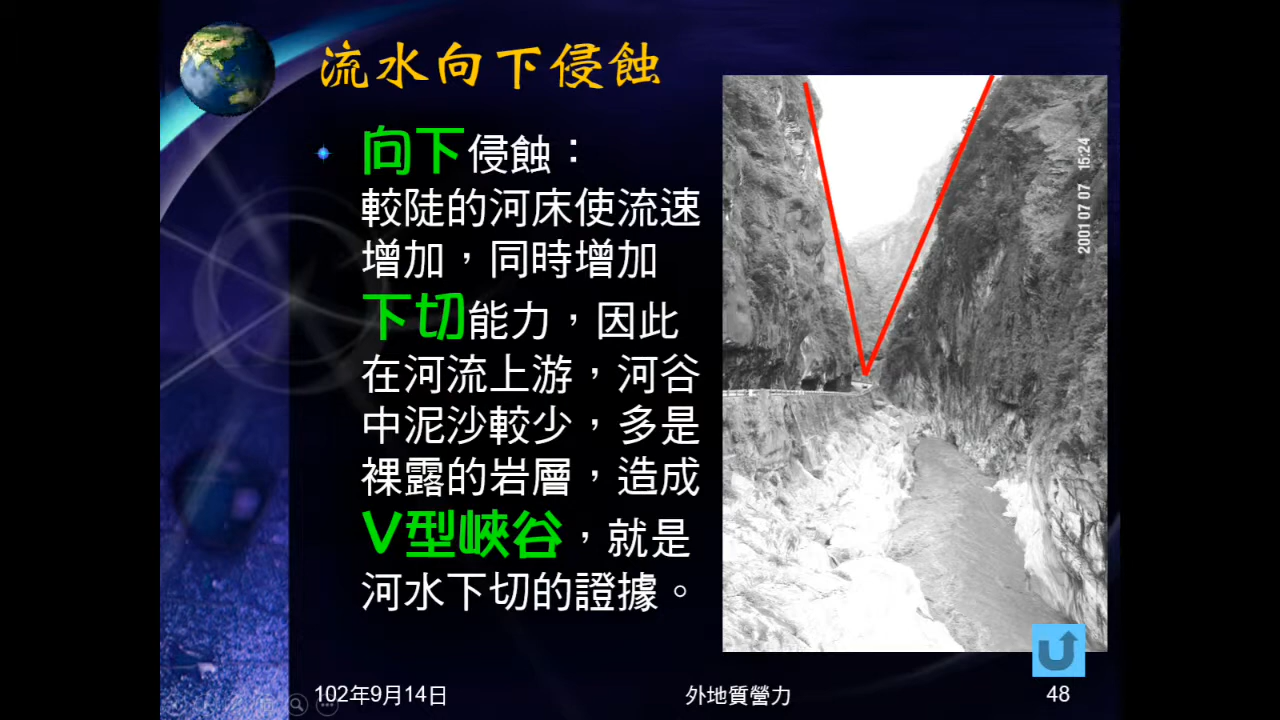 流水向下侵蝕
向下侵蝕：
較陡的河床使流速
增加，同時增加
下切能力，因此
在河流上游，河谷
中泥沙較少，多是
裸露的岩層，造成
V型峽谷，就是
河水下切的證據。
2001 07 07 15:24
102年9月14日
外地質營力
48